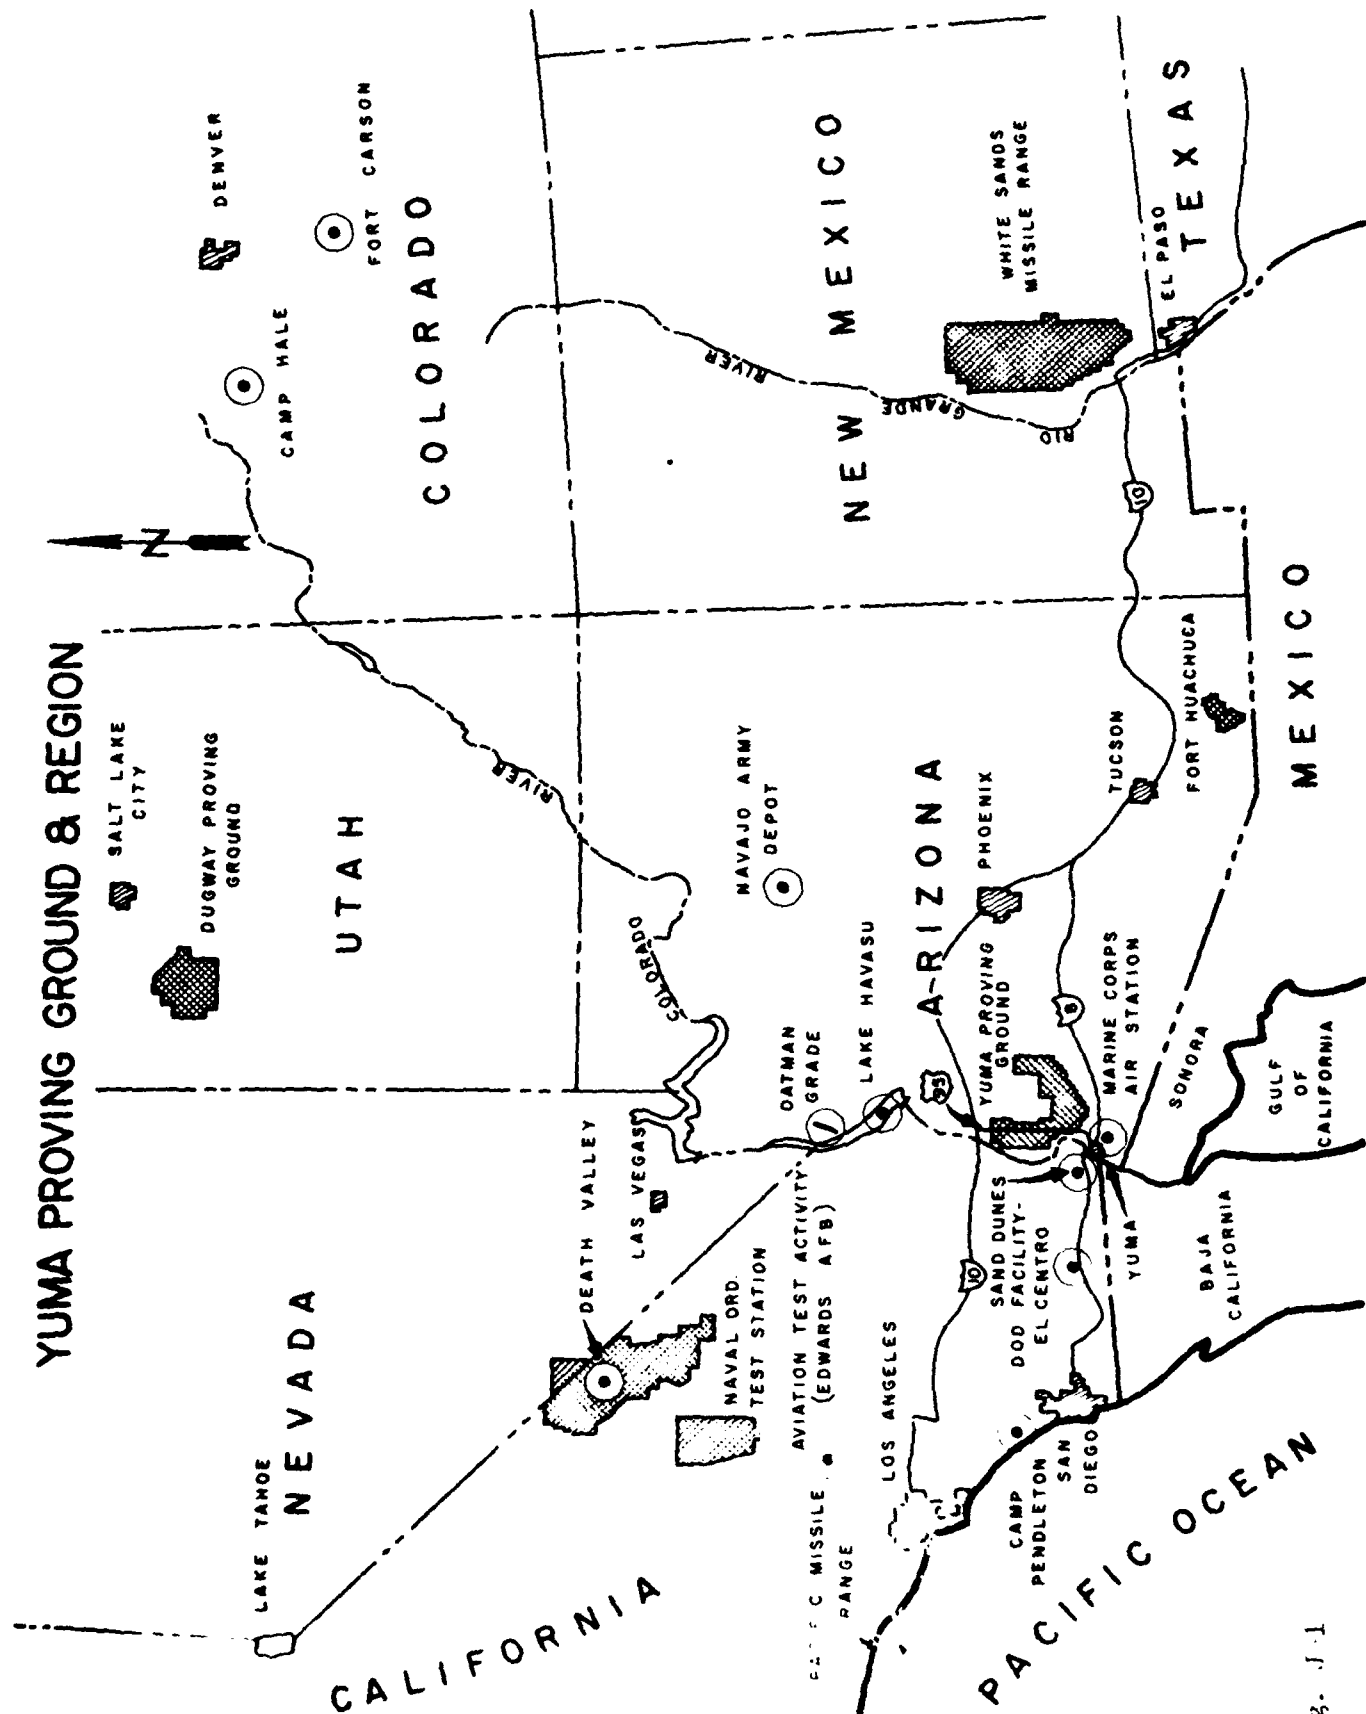 YUMA PROVING GROUND & REGION
N
LAKE TAHOE
NEVADA
CALIFORNIA
SALT LAKE
CITY
DUGWAY PROVING
GROUND
UTAH
DENVER
CAMP HALE
FORT CARSON
COLORADO
DEATH VALLEY
LAS VEGAS
NAVAL ORD.
TEST STATION
AVIATION TEST ACTIVITY
(EDWARDS AFB)
MISSILE
RANGE
COLORADO
RIVER
NAVAJO ARMY
DEPOT
OATMAN
GRADE
LAKE HAVASU
ARIZONA
95
YUMA PROVING
GROUND
PHOENIX
TUCSON
FORT HUACHUCA
8
MARINE CORPS
AIR STATION
SAND DUNES
DOD FACILITY-
EL CENTRO
YUMA
10
LOS ANGELES
CAMP
PENDLETON
SAN
DIEGO
PACIFIC OCEAN
BAJA
CALIFORNIA
SONORA
GULF
OF
CALIFORNIA
MEXICO
NEW MEXICO
RIO
GRANDE
RIVER
WHITE SANDS
MISSILE RANGE
10
EL PASO
TEXAS